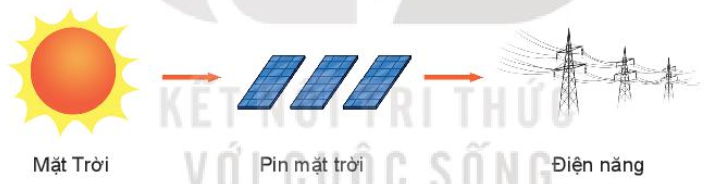 KẾT NỐI TRI THỨC
VỚI CUỘC SỐNG
Mặt Trời
Pin mặt trời
Điện năng